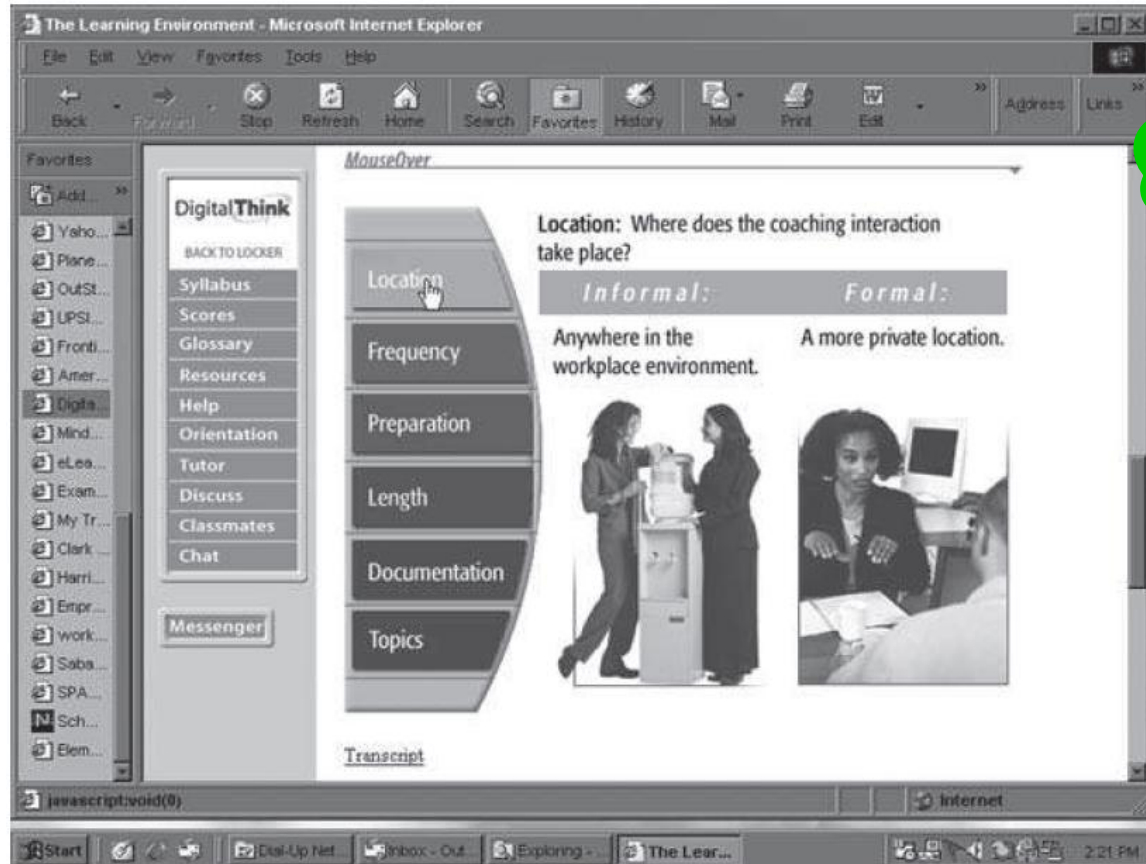 The Learning Environment - Microsoft Internet Explorer
File Edit View Favorites Tools Help
Back Forward Stop Refresh Home Search Favorites History Mail Print Edit » Address Links »
Favorites
Add... »
Yaho...
Plane...
OutSt...
UPSI...
Fronti...
Amer...
Digita...
Mind...
eLea...
Exam...
My Tr...
Clark ...
Harri...
Empr...
work...
Saba...
SPA...
Sch...
Elem...
DigitalThink
BACK TO LOCKER
Syllabus
Scores
Glossary
Resources
Help
Orientation
Tutor
Discuss
Classmates
Chat
Messenger
MouseOver
Location
Frequency
Preparation
Length
Documentation
Topics
Location: Where does the coaching interaction
take place?
Informal: Formal:
Anywhere in the
workplace environment.
A more private location.
Transcript
javascript:void(0) Internet
Start Dial-Up Net... Inbox - Out... Exploring - ... The Lear... 2:21 PM